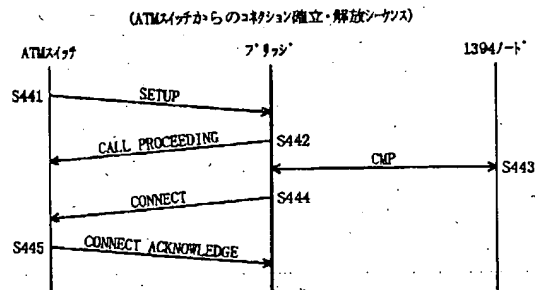 (ATMスイッチからのコネクション確立・解放シーケンス)
ATMスイッチ ブリッジ 1394ノード
S441 SETUP
CALL PROCEEDING S442
CMP S443
CONNECT S444
S445 CONNECT ACKNOWLEDGE